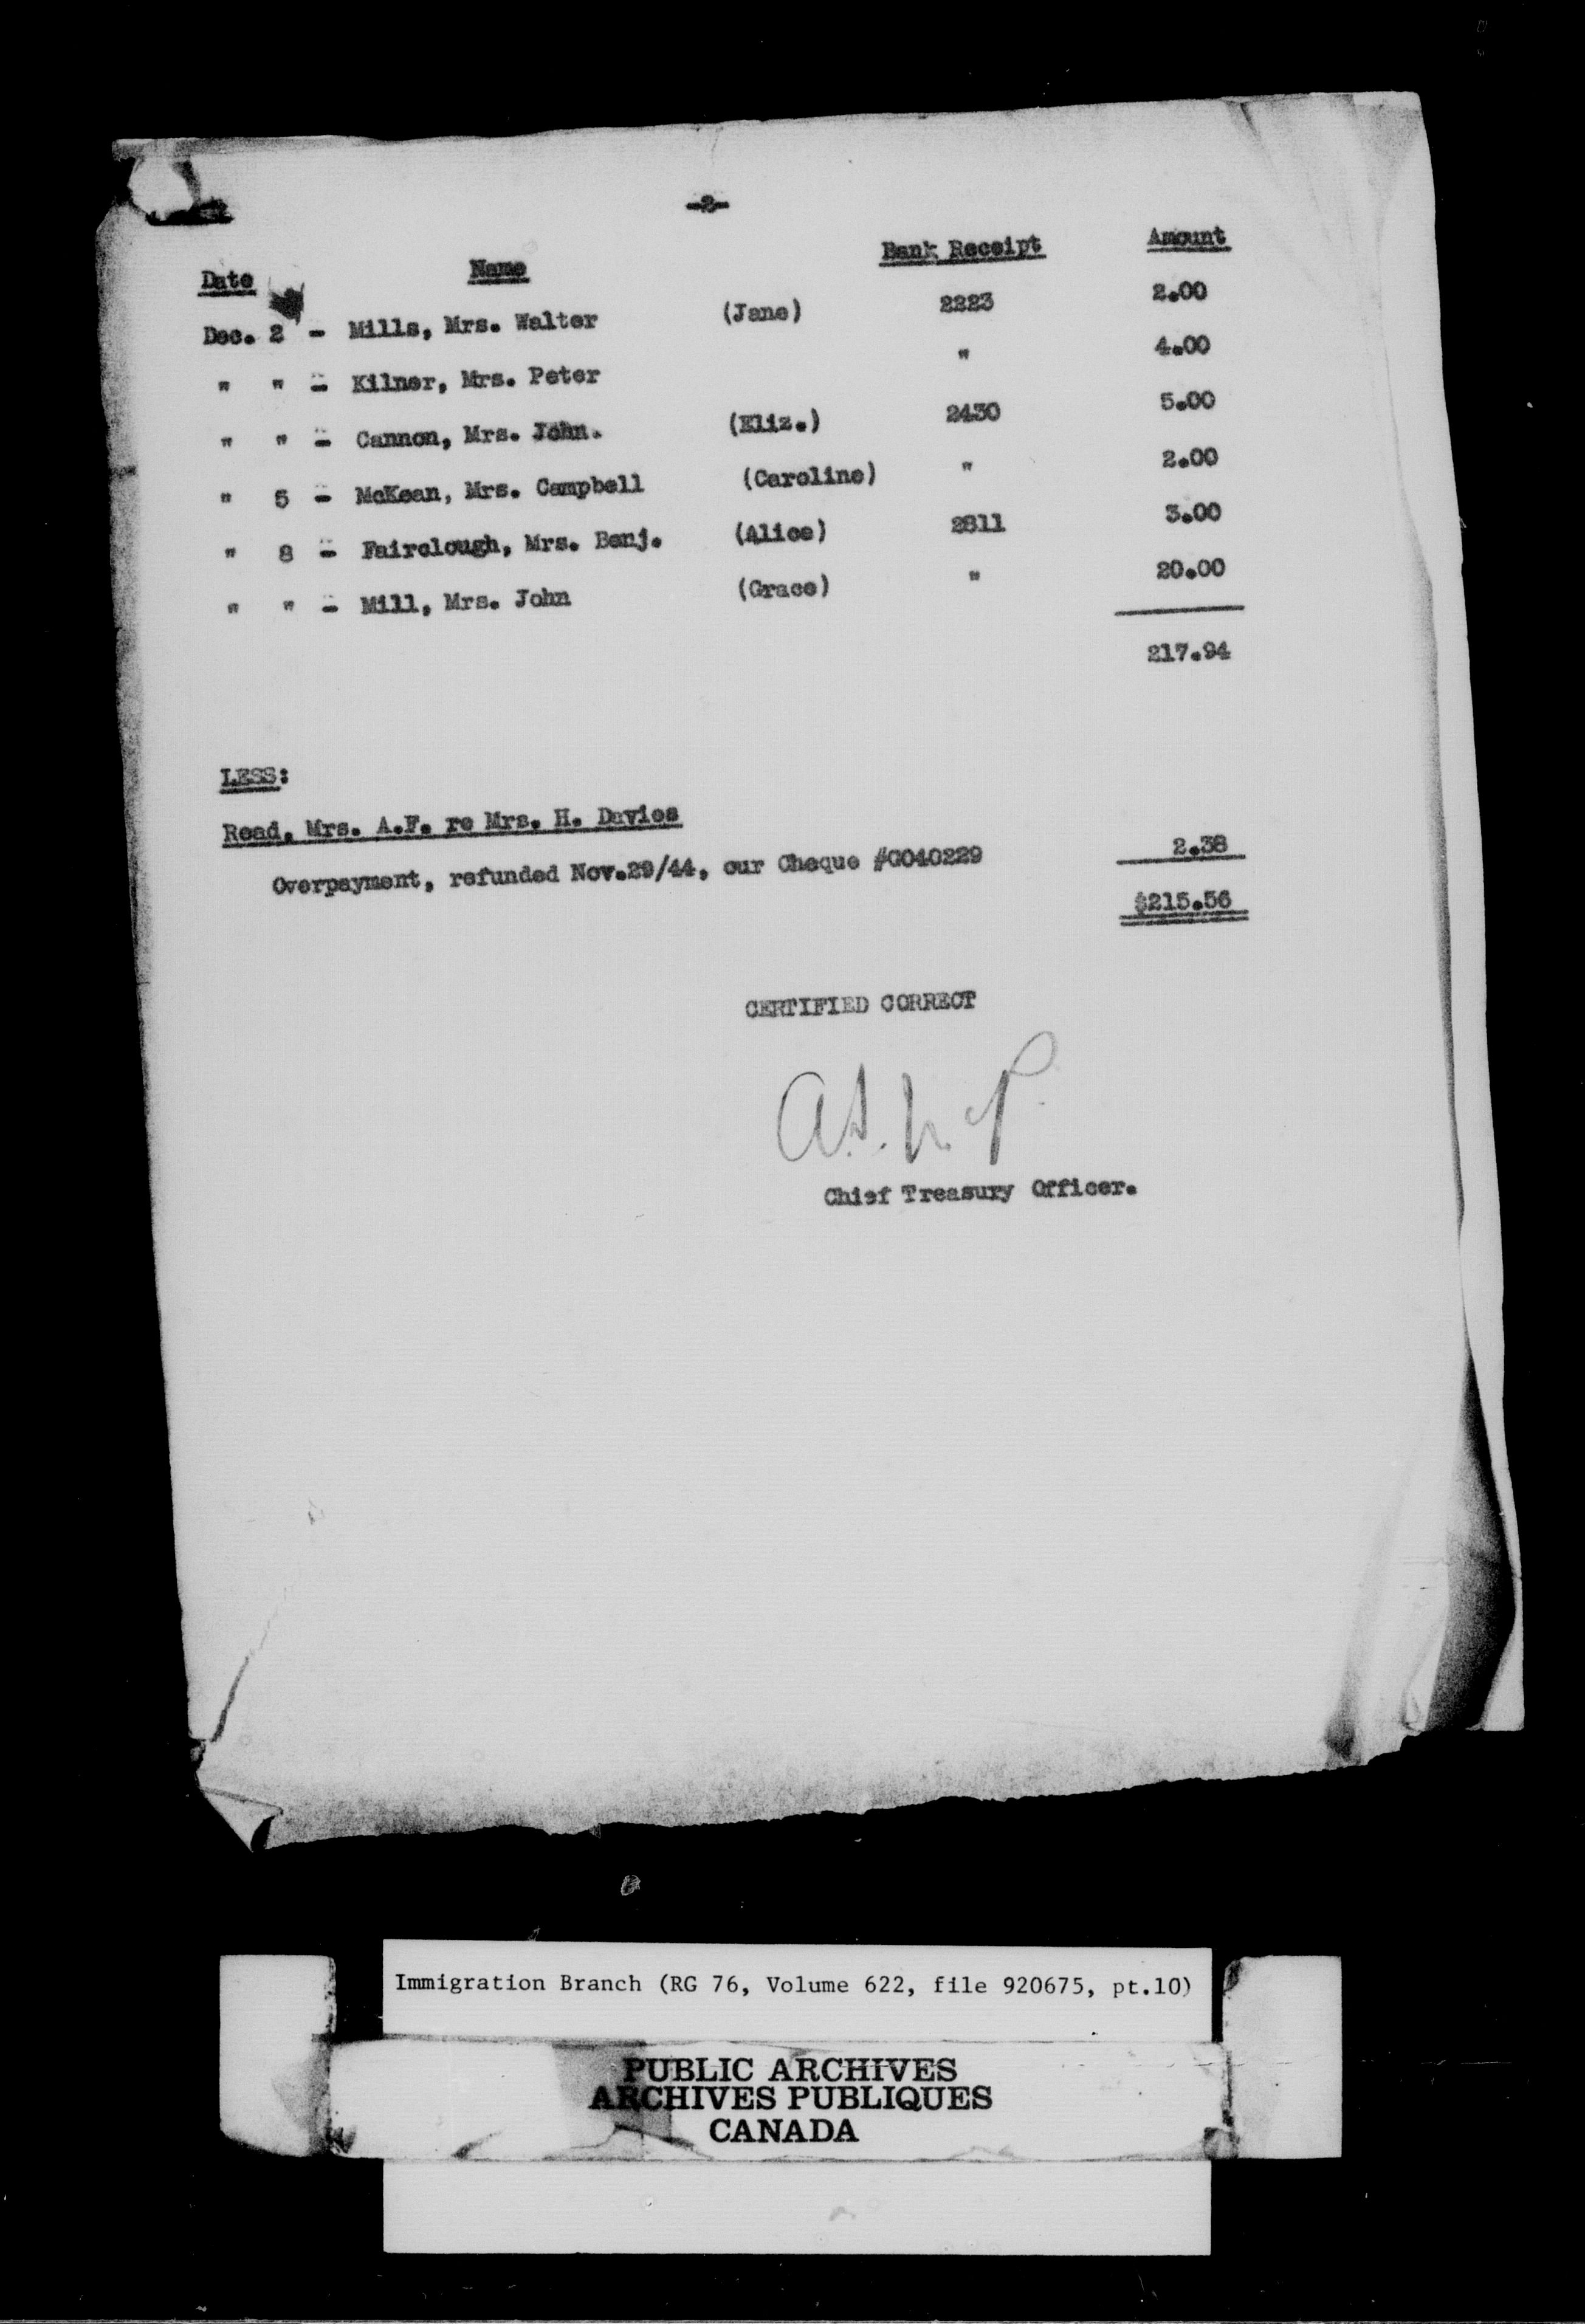 -2-
Date Name Bank Receipt Amount
Dec. 2 - Mills, Mrs. Walter (Jane) 2223 2.00
" " - Kilner, Mrs. Peter " 4.00
" " - Cannon, Mrs. John. (Eliz.) 2430 5.00
" 5 - McKean, Mrs. Campbell (Caroline) " 2.00
" 8 - Fairclough, Mrs. Benj. (Alice) 2811 3.00
" " - Mill, Mrs. John (Grace) " 20.00
217.94
LESS:
Read, Mrs. A.F. re Mrs. H. Davies
Overpayment, refunded Nov.29/44, our Cheque #G040229 2.38
$215.56
CERTIFIED CORRECT
Chief Treasury Officer.
Immigration Branch (RG 76, Volume 622, file 920675, pt.10)
PUBLIC ARCHIVES
ARCHIVES PUBLIQUES
CANADA